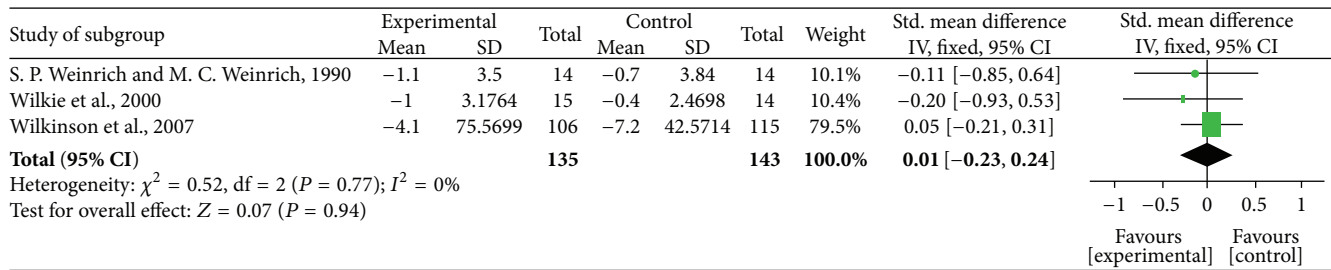 Study of subgroup Experimental Total Control Total Weight Std. mean difference Std. mean difference
Mean SD Mean SD IV, fixed, 95% CI IV, fixed, 95% CI
S. P. Weinrich and M. C. Weinrich, 1990 −1.1 3.5 14 −0.7 3.84 14 10.1% −0.11 [−0.85, 0.64]
Wilkie et al., 2000 −1 3.1764 15 −0.4 2.4698 14 10.4% −0.20 [−0.93, 0.53]
Wilkinson et al., 2007 −4.1 75.5699 106 −7.2 42.5714 115 79.5% 0.05 [−0.21, 0.31]
Total (95% CI) 135 143 100.0% 0.01 [−0.23, 0.24]
Heterogeneity: χ² = 0.52, df = 2 (P = 0.77); I² = 0%
Test for overall effect: Z = 0.07 (P = 0.94)
−1 −0.5 0 0.5 1
Favours Favours
[experimental] [control]